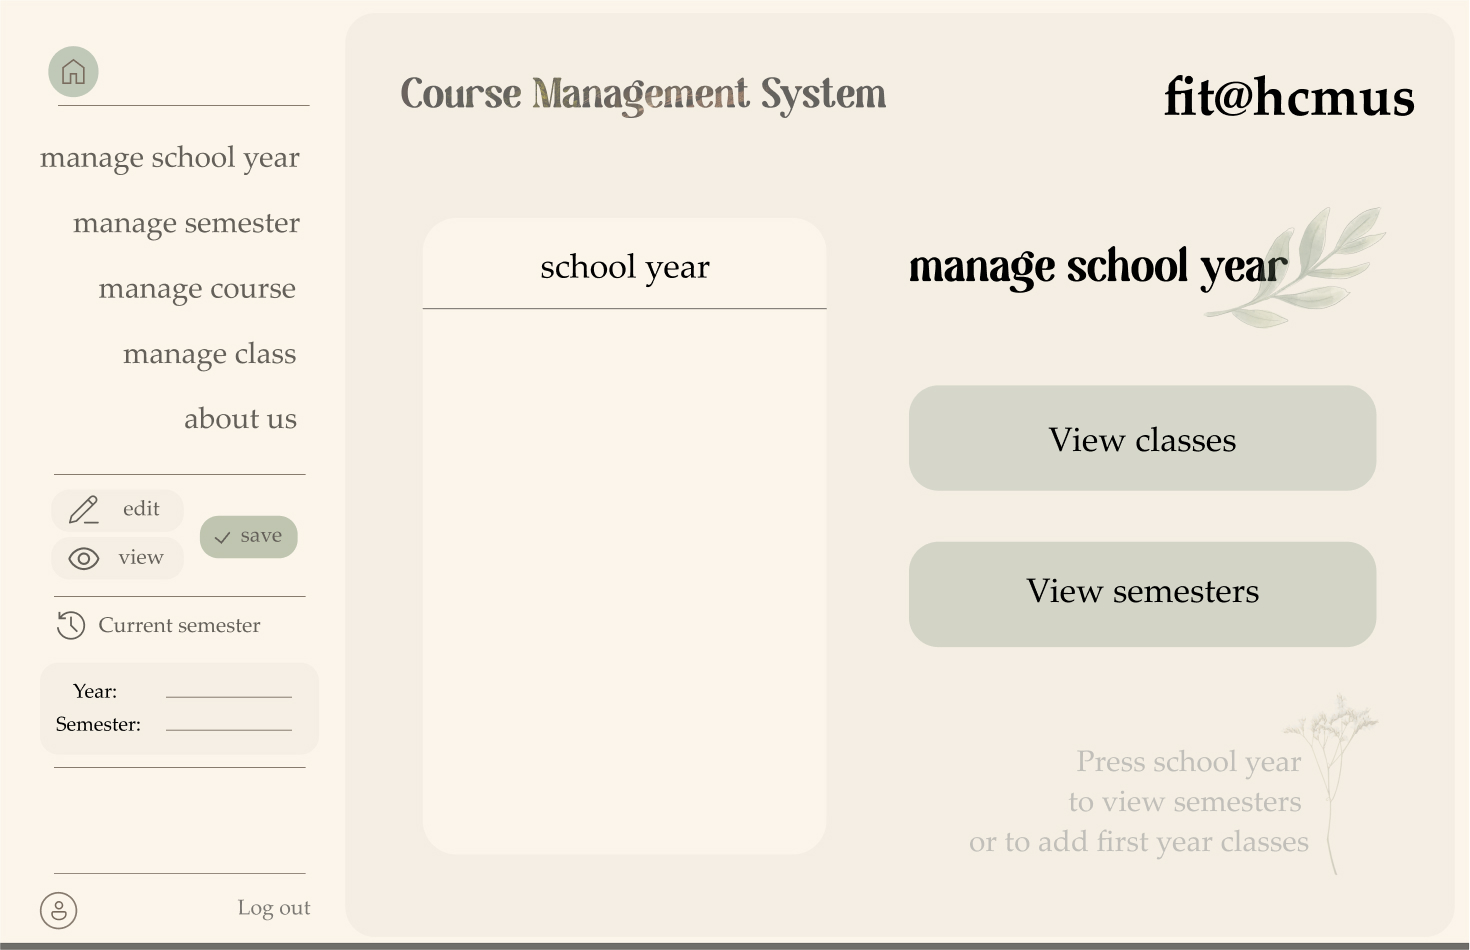 manage school year
manage semester
manage course
manage class
about us
edit
view
save
Current semester
Year:
Semester:
Log out
Course Management System
fit@hcmus
school year
manage school year
View classes
View semesters
Press school year
to view semesters
or to add first year classes